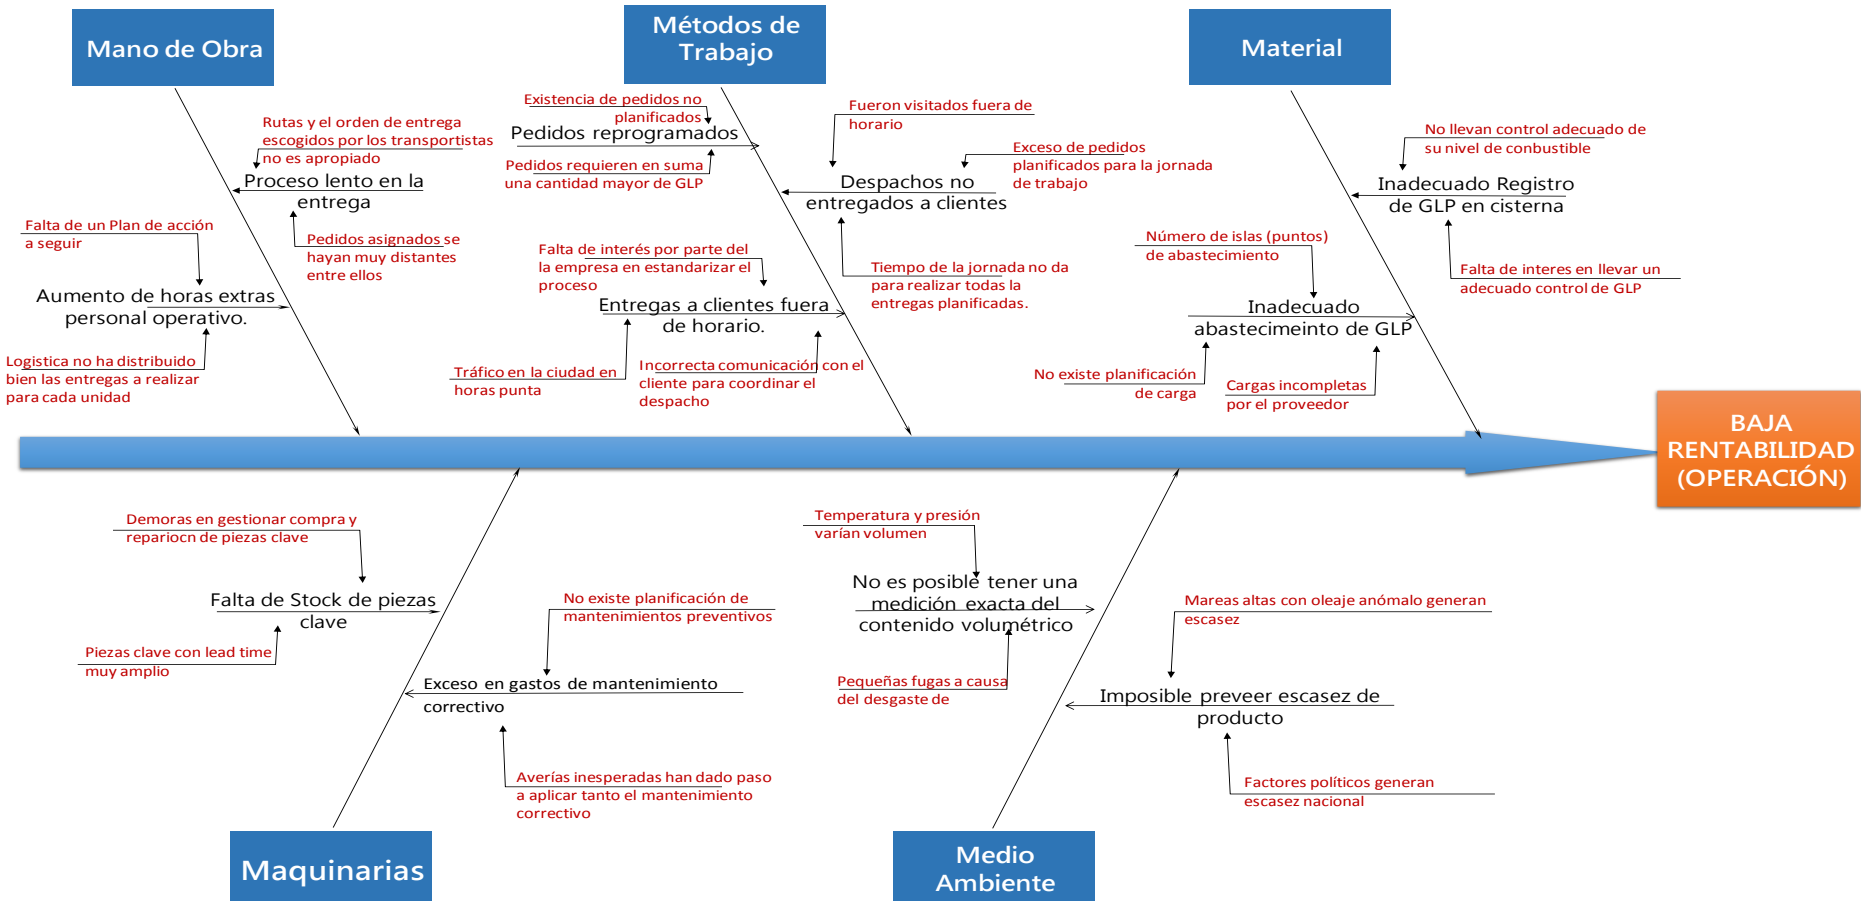 Mano de Obra
Métodos de
Trabajo
Material
Rutas y el orden de entrega
escogidos por los transportistas
no es apropiado
Proceso lento en la
entrega
Pedidos asignados se
hayan muy distantes
entre ellos
Falta de un Plan de acción
a seguir
Aumento de horas extras
personal operativo.
Logistica no ha distribuido
bien las entregas a realizar
para cada unidad
Existencia de pedidos no
planificados
Pedidos reprogramados
Pedidos requieren en suma
una cantidad mayor de GLP
Fueron visitados fuera de
horario
Exceso de pedidos
planificados para la jornada
de trabajo
Despachos no
entregados a clientes
Tiempo de la jornada no da
para realizar todas la
entregas planificadas.
Falta de interés por parte del
la empresa en estandarizar el
proceso
Entregas a clientes fuera
de horario.
Tráfico en la ciudad en
horas punta
Incorrecta comunicación con el
cliente para coordinar el
despacho
No llevan control adecuado de
su nivel de combustible
Inadecuado Registro
de GLP en cisterna
Falta de interes en llevar un
adecuado control de GLP
Número de islas (puntos)
de abastecimiento
Inadecuado
abastecimeinto de GLP
No existe planificación
de carga
Cargas incompletas
por el proveedor
BAJA
RENTABILIDAD
(OPERACIÓN)
Demoras en gestionar compra y
repariocn de piezas clave
Falta de Stock de piezas
clave
Piezas clave con lead time
muy amplio
No existe planificación de
mantenimientos preventivos
Exceso en gastos de mantenimiento
correctivo
Averías inesperadas han dado paso
a aplicar tanto el mantenimiento
correctivo
Temperatura y presión
varían volumen
No es posible tener una
medición exacta del
contenido volumétrico
Pequeñas fugas a causa
del desgaste de
Mareas altas con oleaje anómalo generan
escasez
Imposible preveer escasez de
producto
Factores políticos generan
escasez nacional
Maquinarias
Medio
Ambiente